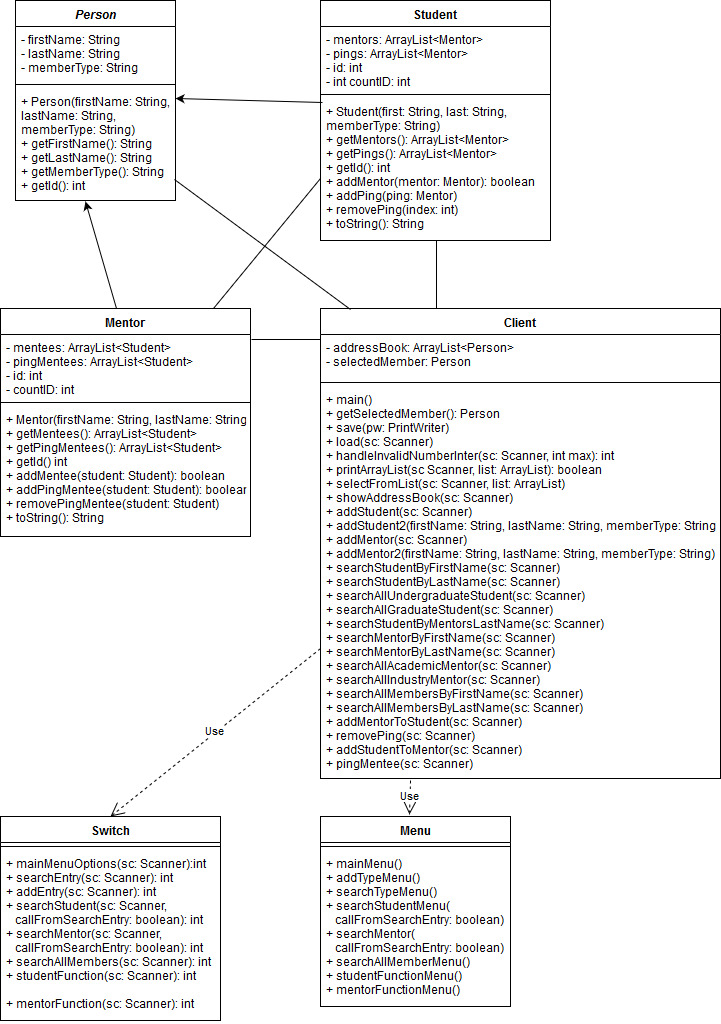 Person
- firstName: String
- lastName: String
- memberType: String
+ Person(firstName: String,
lastName: String,
memberType: String)
+ getFirstName(): String
+ getLastName(): String
+ getMemberType(): String
+ getId(): int
Student
- mentors: ArrayList<Mentor>
- pings: ArrayList<Mentor>
- id: int
- int countID: int
+ Student(first: String, last: String,
memberType: String)
+ getMentors(): ArrayList<Mentor>
+ getPings(): ArrayList<Mentor>
+ getId(): int
+ addMentor(mentor: Mentor): boolean
+ addPing(ping: Mentor)
+ removePing(index: int)
+ toString(): String
Mentor
- mentees: ArrayList<Student>
- pingMentees: ArrayList<Student>
- id: int
- countID: int
+ Mentor(firstName: String, lastName: String
+ getMentees(): ArrayList<Student>
+ getPingMentees(): ArrayList<Student>
+ getId() int
+ addMentee(student: Student): boolean
+ addPingMentee(student: Student): boolean
+ removePingMentee(student: Student)
+ toString(): String
Client
- addressBook: ArrayList<Person>
- selectedMember: Person
+ main()
+ getSelectedMember(): Person
+ save(pw: PrintWriter)
+ load(sc: Scanner)
+ handleInvalidNumberInter(sc: Scanner, int max): int
+ printArrayList(sc Scanner, list: ArrayList): boolean
+ selectFromList(sc: Scanner, list: ArrayList)
+ showAddressBook(sc: Scanner)
+ addStudent(sc: Scanner)
+ addStudent2(firstName: String, lastName: String, memberType: String
+ addMentor(sc: Scanner)
+ addMentor2(firstName: String, lastName: String, memberType: String)
+ searchStudentByFirstName(sc: Scanner)
+ searchStudentByLastName(sc: Scanner)
+ searchAllUndergraduateStudent(sc: Scanner)
+ searchAllGraduateStudent(sc: Scanner)
+ searchStudentByMentorsLastName(sc: Scanner)
+ searchMentorByFirstName(sc: Scanner)
+ searchMentorByLastName(sc: Scanner)
+ searchAllAcademicMentor(sc: Scanner)
+ searchAllIndustryMentor(sc: Scanner)
+ searchAllMembersByFirstName(sc: Scanner)
+ searchAllMembersByLastName(sc: Scanner)
+ addMentorToStudent(sc: Scanner)
+ removePing(sc: Scanner)
+ addStudentToMentor(sc: Scanner)
+ pingMentee(sc: Scanner)
Use
Use
Switch
+ mainMenuOptions(sc: Scanner):int
+ searchEntry(sc: Scanner): int
+ addEntry(sc: Scanner): int
+ searchStudent(sc: Scanner,
callFromSearchEntry: boolean): int
+ searchMentor(sc: Scanner,
callFromSearchEntry: boolean): int
+ searchAllMembers(sc: Scanner): int
+ studentFunction(sc: Scanner): int
+ mentorFunction(sc: Scanner): int
Menu
+ mainMenu()
+ addTypeMenu()
+ searchTypeMenu()
+ searchStudentMenu(
callFromSearchEntry: boolean)
+ searchMentor(
callFromSearchEntry: boolean)
+ searchAllMemberMenu()
+ studentFunctionMenu()
+ mentorFunctionMenu()